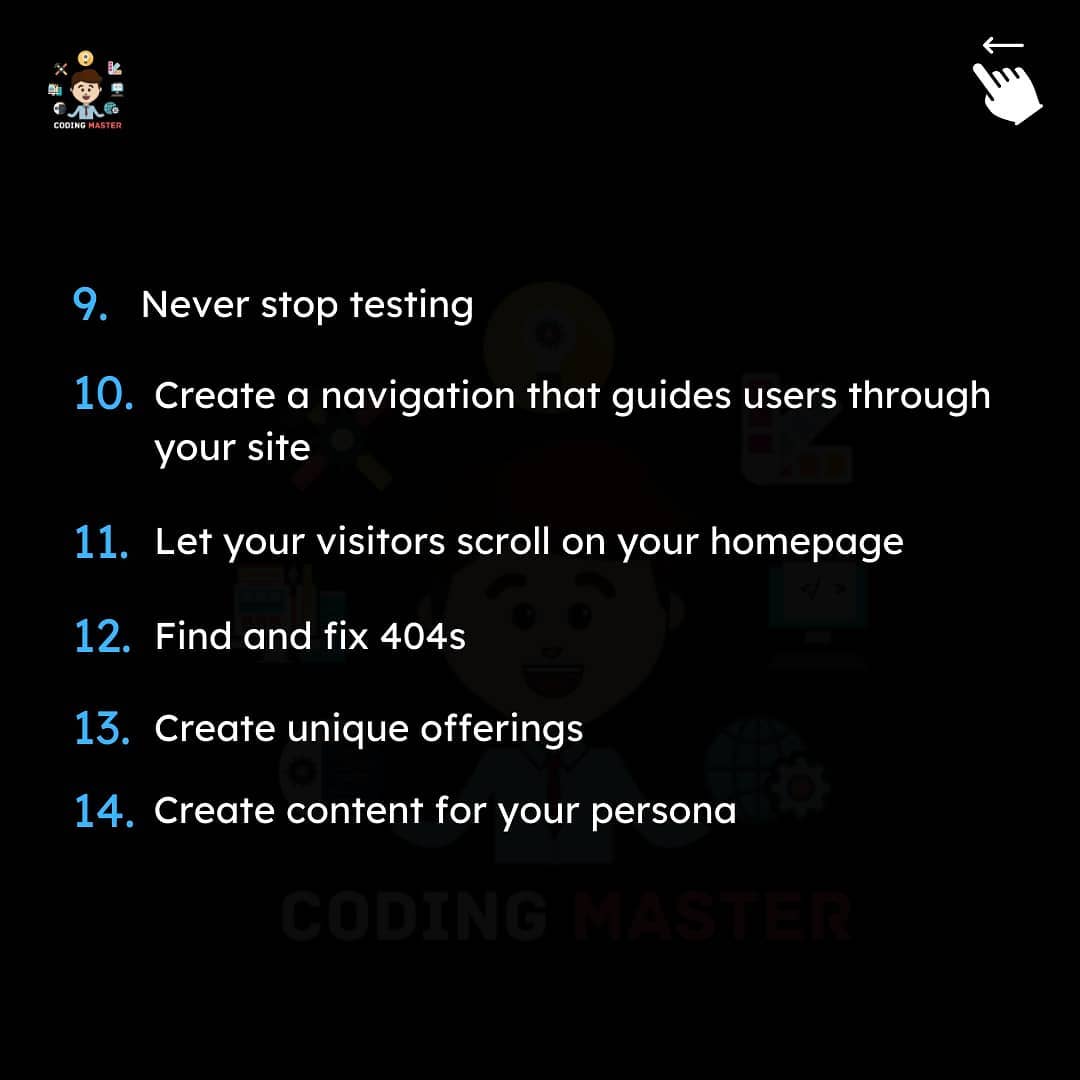 CODING MASTER
9. Never stop testing
10. Create a navigation that guides users through
your site
11. Let your visitors scroll on your homepage
12. Find and fix 404s
13. Create unique offerings
14. Create content for your persona
CODING MASTER